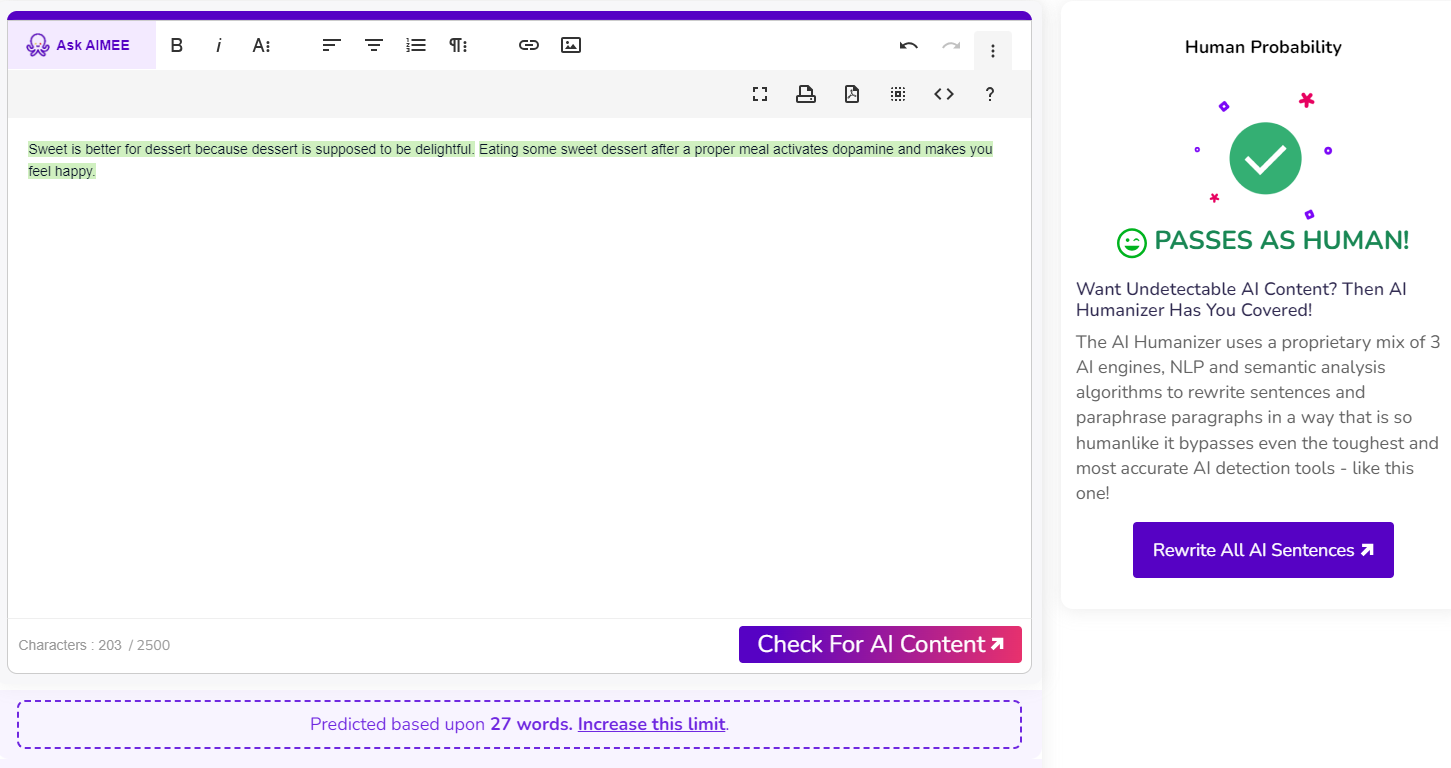 Ask AIMEE B i A
?
Sweet is better for dessert because dessert is supposed to be delightful. Eating some sweet dessert after a proper meal activates dopamine and makes you
feel happy.
Characters : 203 / 2500
Check For AI Content
Predicted based upon 27 words. Increase this limit.
Human Probability
PASSES AS HUMAN!
Want Undetectable AI Content? Then AI
Humanizer Has You Covered!
The AI Humanizer uses a proprietary mix of 3
AI engines, NLP and semantic analysis
algorithms to rewrite sentences and
paraphrase paragraphs in a way that is so
humanlike it bypasses even the toughest and
most accurate AI detection tools - like this
one!
Rewrite All AI Sentences